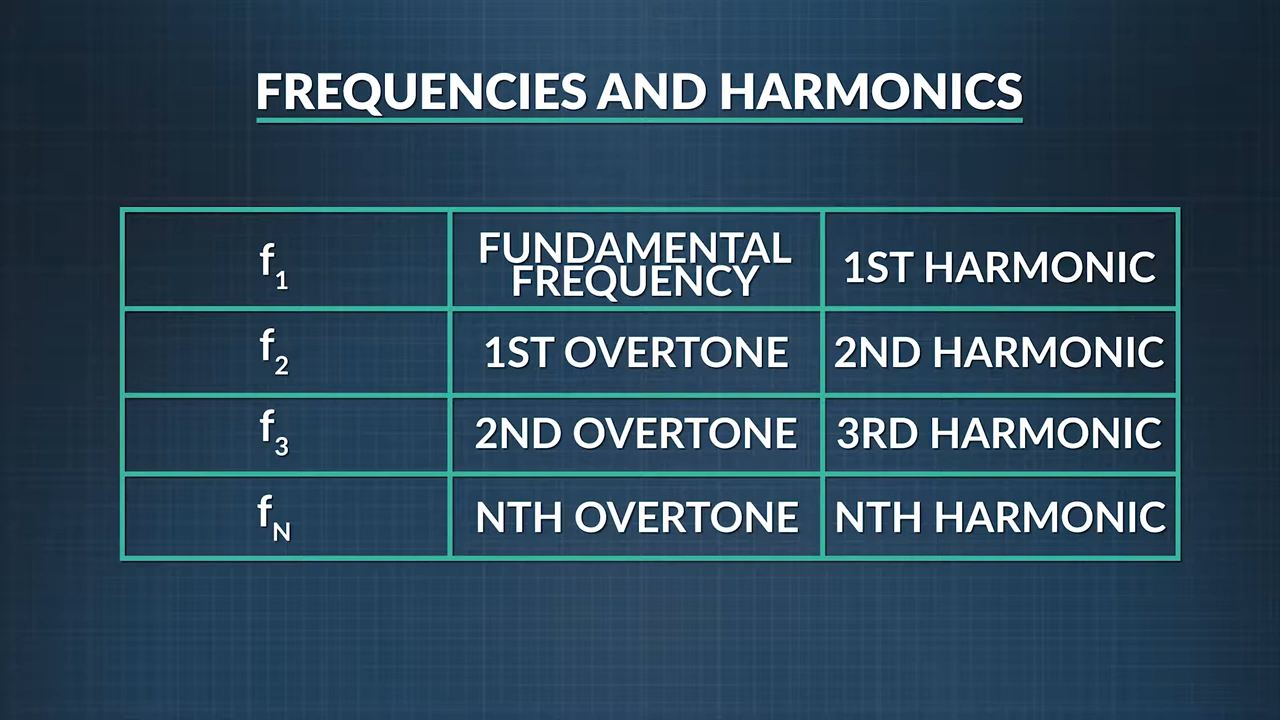 FREQUENCIES AND HARMONICS
f₁
FUNDAMENTAL
FREQUENCY
1ST HARMONIC
f₂
1ST OVERTONE
2ND HARMONIC
f₃
2ND OVERTONE
3RD HARMONIC
f_N
NTH OVERTONE
NTH HARMONIC